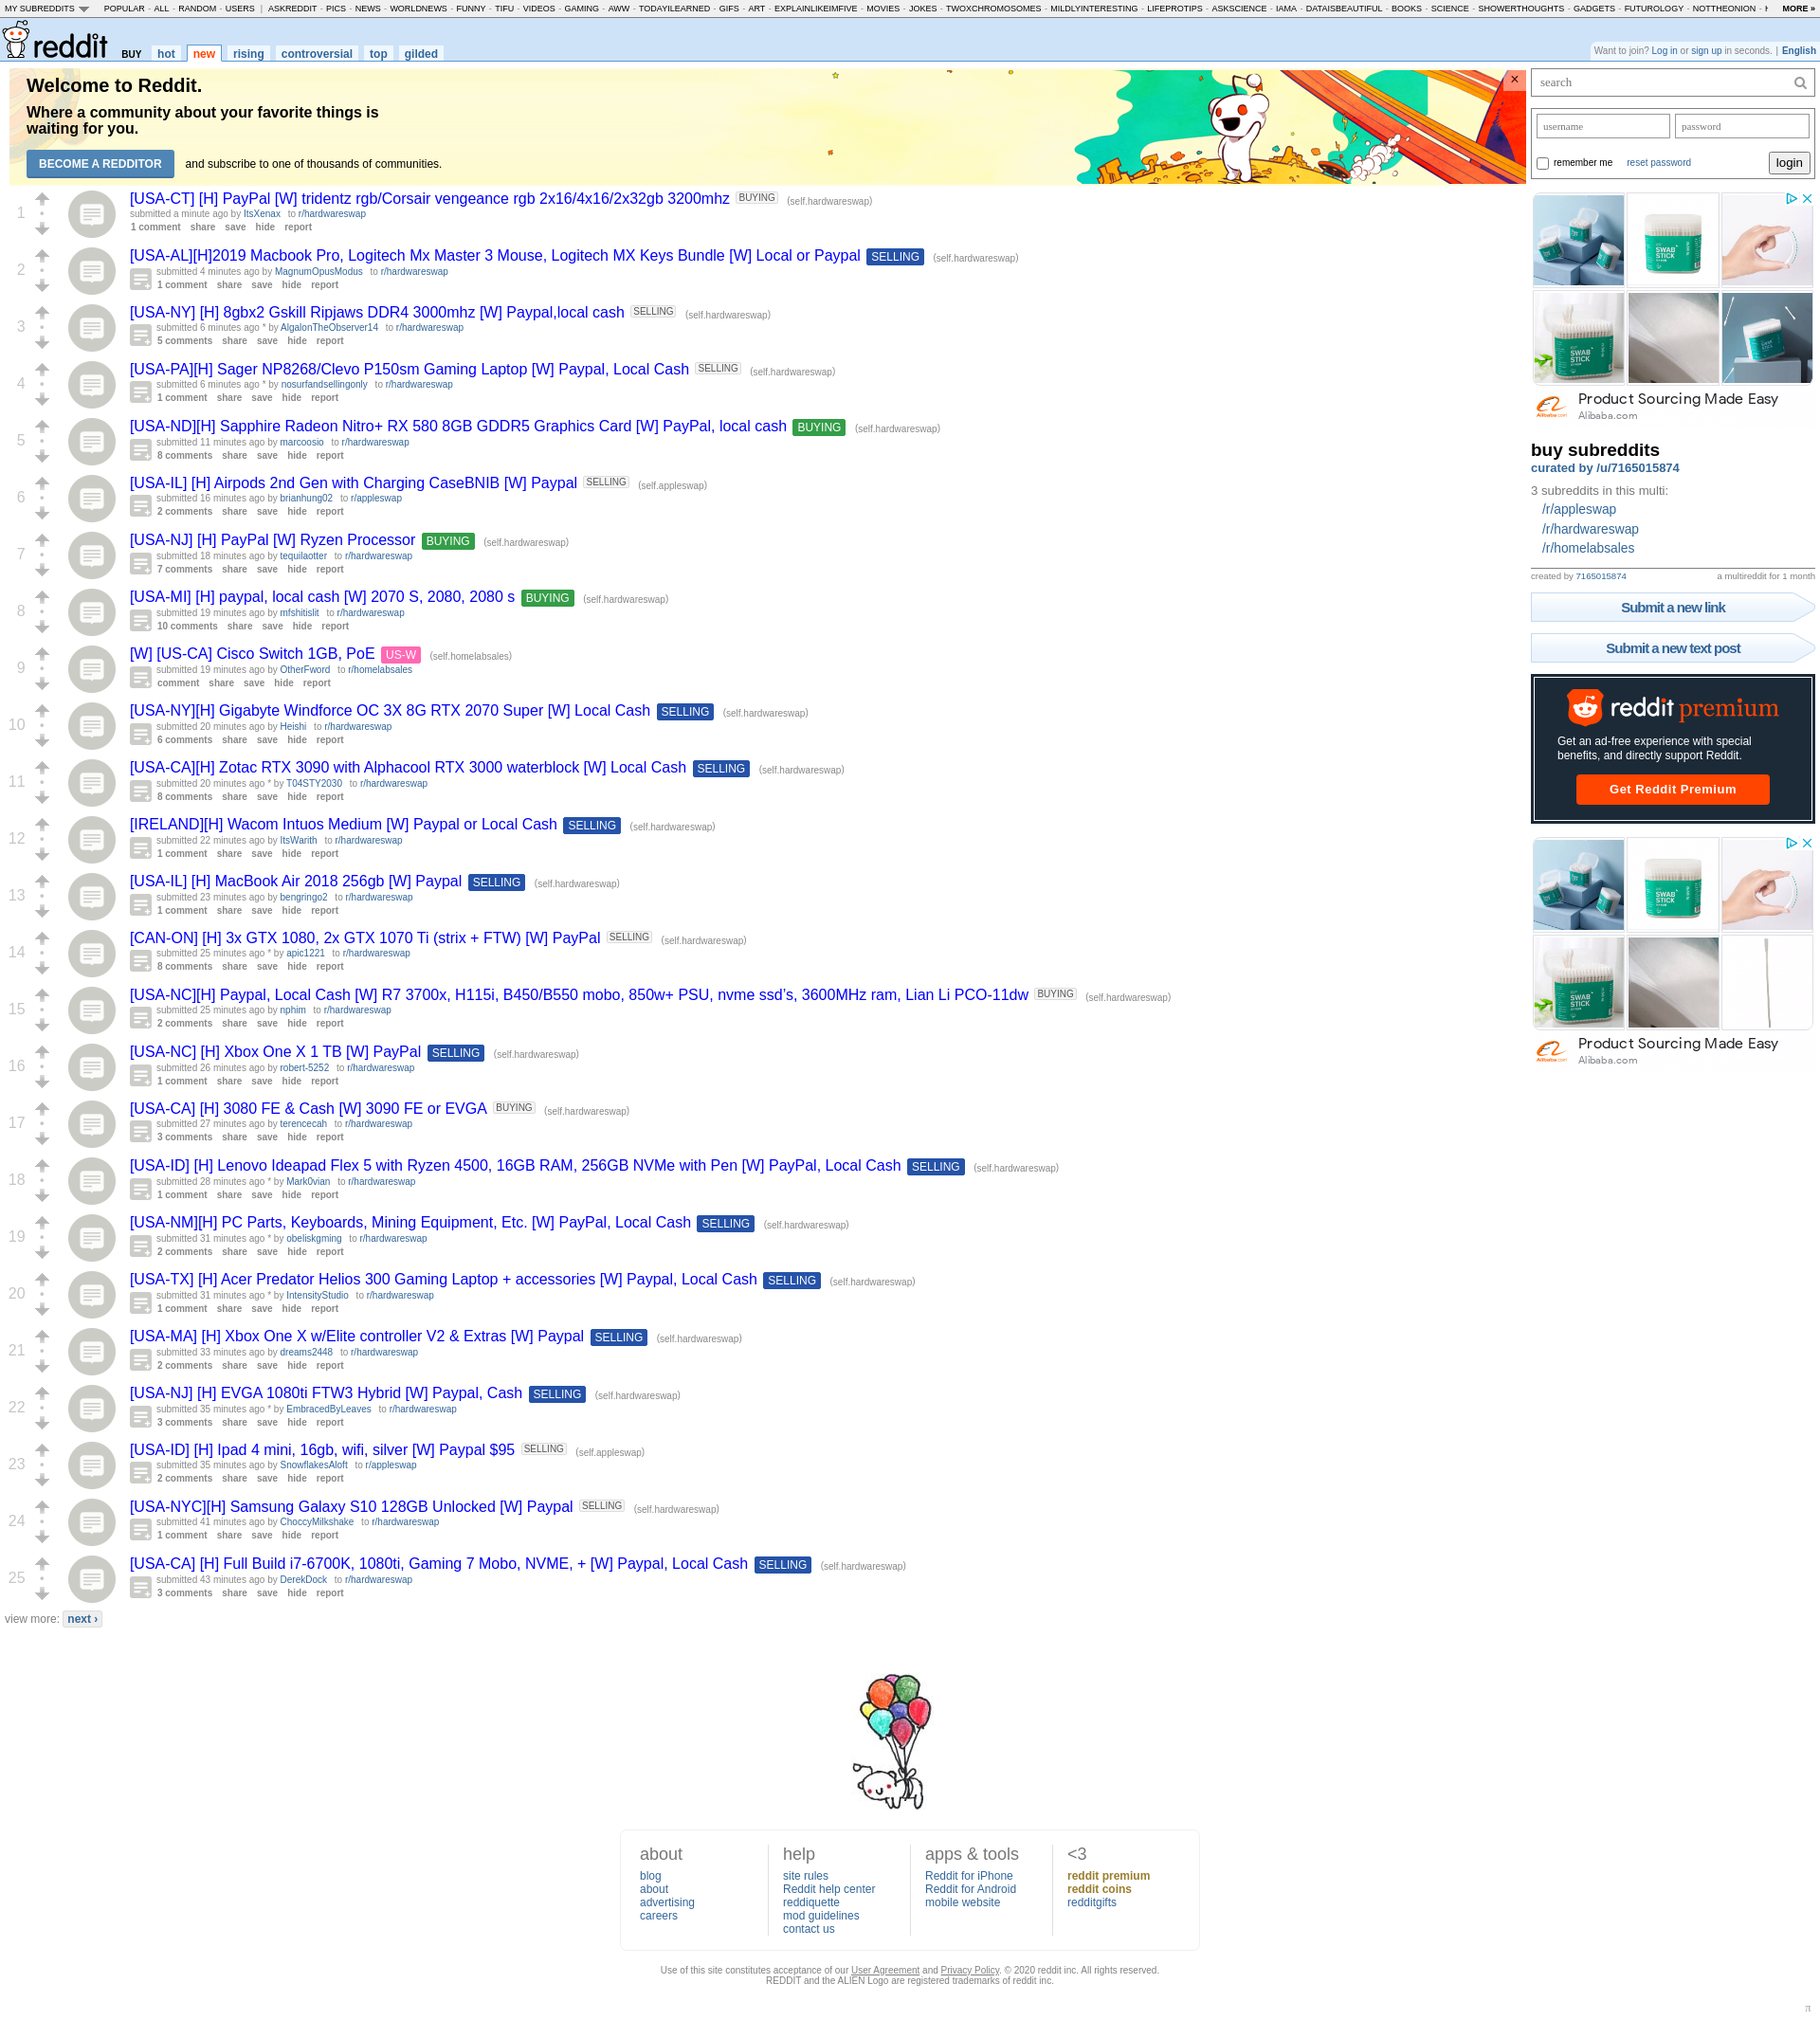 MY SUBREDDITS POPULAR - ALL - RANDOM - USERS | ASKREDDIT - PICS - NEWS - WORLDNEWS - FUNNY - TIFU - VIDEOS - GAMING - AWW - TODAYILEARNED - GIFS - ART - EXPLAINLIKEIMFIVE - MOVIES - JOKES - TWOXCHROMOSOMES - MILDLYINTERESTING - LIFEPROTIPS - ASKSCIENCE - IAMA - DATAISBEAUTIFUL - BOOKS - SCIENCE - SHOWERTHOUGHTS - GADGETS - FUTUROLOGY - NOTTHEONION - MORE »
reddit BUY hot new rising controversial top gilded
Want to join? Log in or sign up in seconds. | English
Welcome to Reddit.
Where a community about your favorite things is
waiting for you.
BECOME A REDDITOR and subscribe to one of thousands of communities.
×
1
[USA-CT] [H] PayPal [W] tridentz rgb/Corsair vengeance rgb 2x16/4x16/2x32gb 3200mhz BUYING (self.hardwareswap)
submitted a minute ago by ItsXenax to r/hardwareswap
1 comment share save hide report
2
[USA-AL][H]2019 Macbook Pro, Logitech Mx Master 3 Mouse, Logitech MX Keys Bundle [W] Local or Paypal SELLING (self.hardwareswap)
submitted 4 minutes ago by MagnumOpusModus to r/hardwareswap
1 comment share save hide report
3
[USA-NY] [H] 8gbx2 Gskill Ripjaws DDR4 3000mhz [W] Paypal,local cash SELLING (self.hardwareswap)
submitted 6 minutes ago * by AlgalonTheObserver14 to r/hardwareswap
5 comments share save hide report
4
[USA-PA][H] Sager NP8268/Clevo P150sm Gaming Laptop [W] Paypal, Local Cash SELLING (self.hardwareswap)
submitted 6 minutes ago * by nosurfandsellingonly to r/hardwareswap
1 comment share save hide report
5
[USA-ND][H] Sapphire Radeon Nitro+ RX 580 8GB GDDR5 Graphics Card [W] PayPal, local cash BUYING (self.hardwareswap)
submitted 11 minutes ago by marcoosio to r/hardwareswap
8 comments share save hide report
6
[USA-IL] [H] Airpods 2nd Gen with Charging CaseBNIB [W] Paypal SELLING (self.appleswap)
submitted 16 minutes ago by brianhung02 to r/appleswap
2 comments share save hide report
7
[USA-NJ] [H] PayPal [W] Ryzen Processor BUYING (self.hardwareswap)
submitted 18 minutes ago by tequilaotter to r/hardwareswap
7 comments share save hide report
8
[USA-MI] [H] paypal, local cash [W] 2070 S, 2080, 2080 s BUYING (self.hardwareswap)
submitted 19 minutes ago by mfshitislit to r/hardwareswap
10 comments share save hide report
9
[W] [US-CA] Cisco Switch 1GB, PoE US-W (self.homelabsales)
submitted 19 minutes ago by OtherFword to r/homelabsales
comment share save hide report
10
[USA-NY][H] Gigabyte Windforce OC 3X 8G RTX 2070 Super [W] Local Cash SELLING (self.hardwareswap)
submitted 20 minutes ago by Heishi to r/hardwareswap
6 comments share save hide report
11
[USA-CA][H] Zotac RTX 3090 with Alphacool RTX 3000 waterblock [W] Local Cash SELLING (self.hardwareswap)
submitted 20 minutes ago * by T04STY2030 to r/hardwareswap
8 comments share save hide report
12
[IRELAND][H] Wacom Intuos Medium [W] Paypal or Local Cash SELLING (self.hardwareswap)
submitted 22 minutes ago by ItsWarith to r/hardwareswap
1 comment share save hide report
13
[USA-IL] [H] MacBook Air 2018 256gb [W] Paypal SELLING (self.hardwareswap)
submitted 23 minutes ago by bengringo2 to r/hardwareswap
1 comment share save hide report
14
[CAN-ON] [H] 3x GTX 1080, 2x GTX 1070 Ti (strix + FTW) [W] PayPal SELLING (self.hardwareswap)
submitted 25 minutes ago * by apic1221 to r/hardwareswap
8 comments share save hide report
15
[USA-NC][H] Paypal, Local Cash [W] R7 3700x, H115i, B450/B550 mobo, 850w+ PSU, nvme ssd’s, 3600MHz ram, Lian Li PCO-11dw BUYING (self.hardwareswap)
submitted 25 minutes ago by nphim to r/hardwareswap
2 comments share save hide report
16
[USA-NC] [H] Xbox One X 1 TB [W] PayPal SELLING (self.hardwareswap)
submitted 26 minutes ago by robert-5252 to r/hardwareswap
1 comment share save hide report
17
[USA-CA] [H] 3080 FE & Cash [W] 3090 FE or EVGA BUYING (self.hardwareswap)
submitted 27 minutes ago by terencecah to r/hardwareswap
3 comments share save hide report
18
[USA-ID] [H] Lenovo Ideapad Flex 5 with Ryzen 4500, 16GB RAM, 256GB NVMe with Pen [W] PayPal, Local Cash SELLING (self.hardwareswap)
submitted 28 minutes ago * by Mark0vian to r/hardwareswap
1 comment share save hide report
19
[USA-NM][H] PC Parts, Keyboards, Mining Equipment, Etc. [W] PayPal, Local Cash SELLING (self.hardwareswap)
submitted 31 minutes ago * by obeliskgming to r/hardwareswap
2 comments share save hide report
20
[USA-TX] [H] Acer Predator Helios 300 Gaming Laptop + accessories [W] Paypal, Local Cash SELLING (self.hardwareswap)
submitted 31 minutes ago * by IntensityStudio to r/hardwareswap
1 comment share save hide report
21
[USA-MA] [H] Xbox One X w/Elite controller V2 & Extras [W] Paypal SELLING (self.hardwareswap)
submitted 33 minutes ago by dreams2448 to r/hardwareswap
2 comments share save hide report
22
[USA-NJ] [H] EVGA 1080ti FTW3 Hybrid [W] Paypal, Cash SELLING (self.hardwareswap)
submitted 35 minutes ago * by EmbracedByLeaves to r/hardwareswap
3 comments share save hide report
23
[USA-ID] [H] Ipad 4 mini, 16gb, wifi, silver [W] Paypal $95 SELLING (self.appleswap)
submitted 35 minutes ago by SnowflakesAloft to r/appleswap
2 comments share save hide report
24
[USA-NYC][H] Samsung Galaxy S10 128GB Unlocked [W] Paypal SELLING (self.hardwareswap)
submitted 41 minutes ago by ChoccyMilkshake to r/hardwareswap
1 comment share save hide report
25
[USA-CA] [H] Full Build i7-6700K, 1080ti, Gaming 7 Mobo, NVME, + [W] Paypal, Local Cash SELLING (self.hardwareswap)
submitted 43 minutes ago by DerekDock to r/hardwareswap
3 comments share save hide report
view more: next ›
search
username password
remember me reset password login
SWAB STICK
SWAB STICK
Product Sourcing Made Easy
Alibaba.com
buy subreddits
curated by /u/7165015874
3 subreddits in this multi:
/r/appleswap
/r/hardwareswap
/r/homelabsales
created by 7165015874 a multireddit for 1 month
Submit a new link
Submit a new text post
reddit premium
Get an ad-free experience with special
benefits, and directly support Reddit.
Get Reddit Premium
SWAB STICK
SWAB STICK
Product Sourcing Made Easy
Alibaba.com
about
blog
about
advertising
careers
help
site rules
Reddit help center
reddiquette
mod guidelines
contact us
apps & tools
Reddit for iPhone
Reddit for Android
mobile website
<3
reddit premium
reddit coins
redditgifts
Use of this site constitutes acceptance of our User Agreement and Privacy Policy. © 2020 reddit inc. All rights reserved.
REDDIT and the ALIEN Logo are registered trademarks of reddit inc.
π